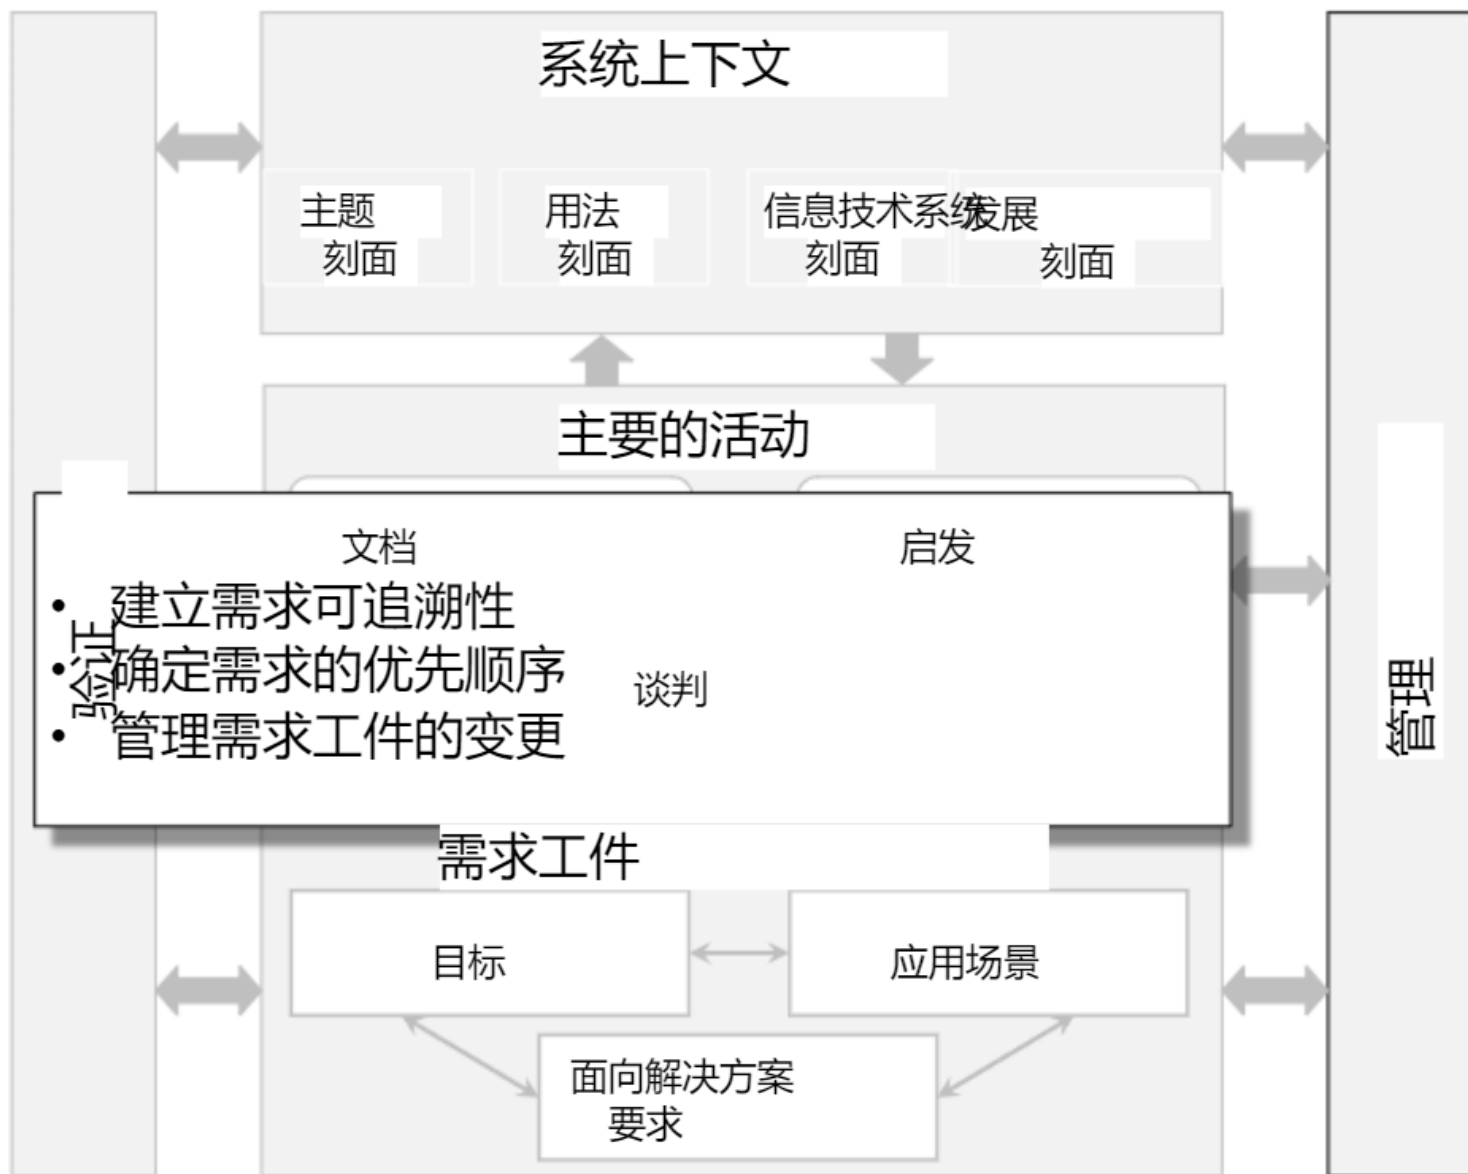 系统上下文
主题
刻面
用法
刻面
信息技术系统
刻面
发展
刻面
主要的活动
文档
启发
• 建立需求可追溯性
• 确定需求的优先顺序
• 管理需求工件的变更
谈判
验证
管理
需求工件
目标
应用场景
面向解决方案
要求